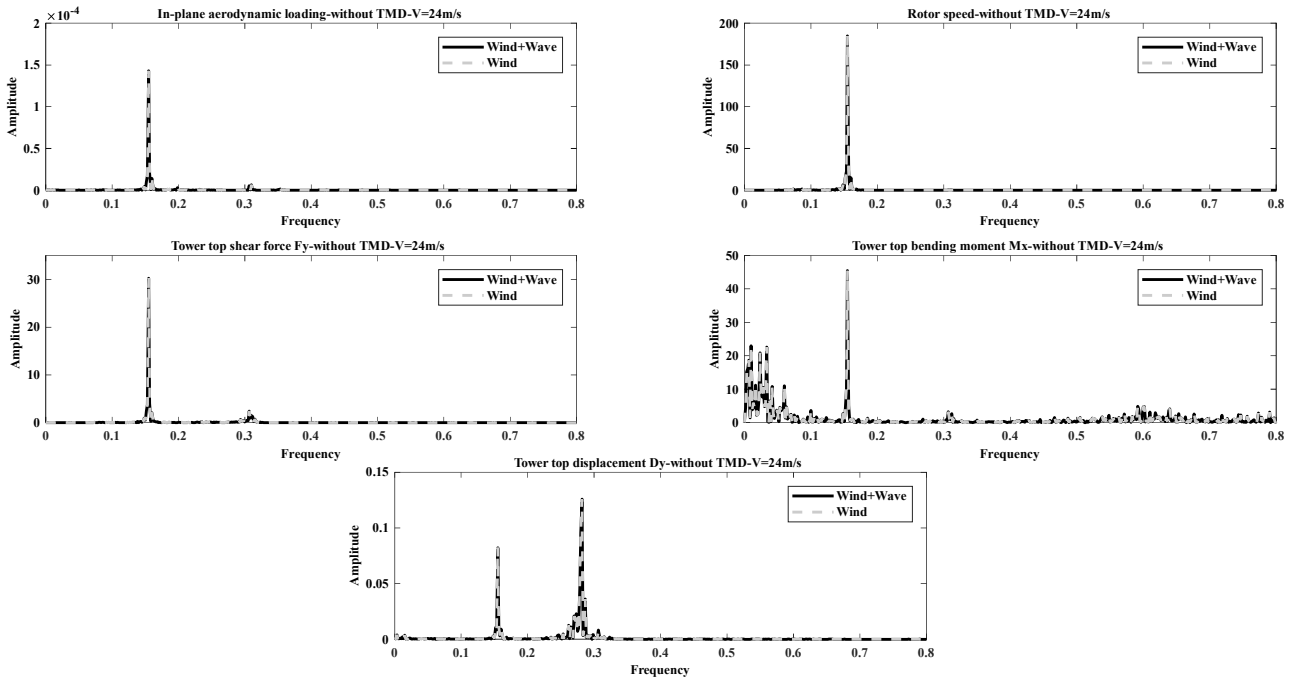 In-plane aerodynamic loading-without TMD-V=24m/s
×10⁻⁴
2
1.5
1
0.5
0
Amplitude
Wind+Wave
Wind
0 0.1 0.2 0.3 0.4 0.5 0.6 0.7 0.8
Frequency
Rotor speed-without TMD-V=24m/s
200
150
100
50
0
Amplitude
Wind+Wave
Wind
0 0.1 0.2 0.3 0.4 0.5 0.6 0.7 0.8
Frequency
Tower top shear force Fy-without TMD-V=24m/s
30
20
10
0
Amplitude
Wind+Wave
Wind
0 0.1 0.2 0.3 0.4 0.5 0.6 0.7 0.8
Frequency
Tower top bending moment Mx-without TMD-V=24m/s
50
40
30
20
10
0
Amplitude
Wind+Wave
Wind
0 0.1 0.2 0.3 0.4 0.5 0.6 0.7 0.8
Frequency
Tower top displacement Dy-without TMD-V=24m/s
0.15
0.1
0.05
0
Amplitude
Wind+Wave
Wind
0 0.1 0.2 0.3 0.4 0.5 0.6 0.7 0.8
Frequency